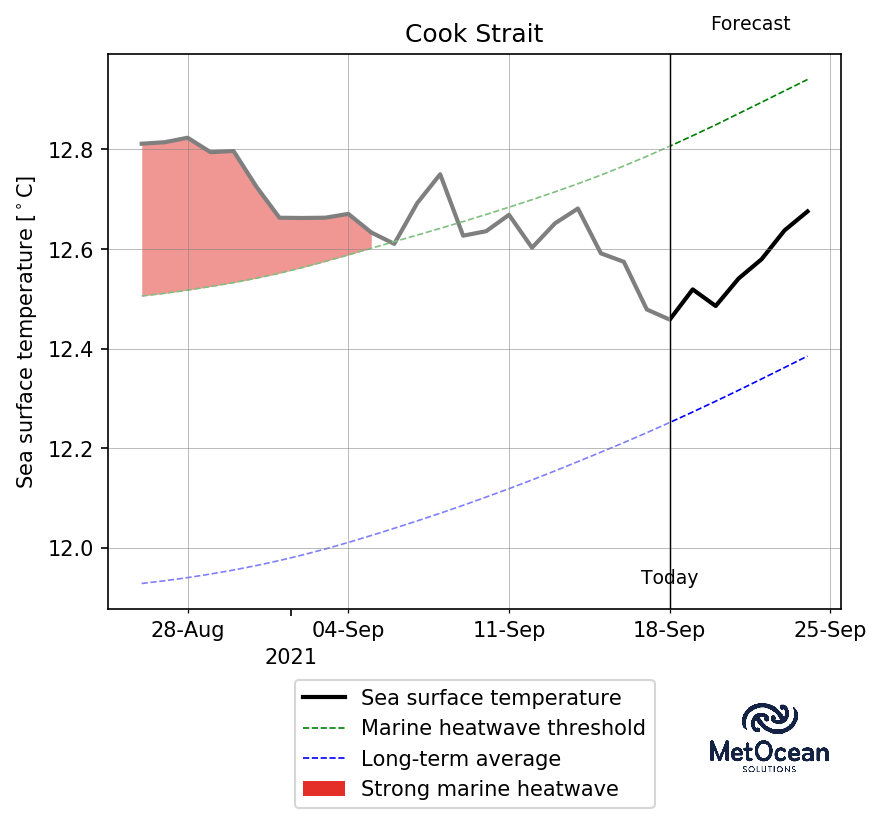 Forecast
Cook Strait
Sea surface temperature [°C]
12.8
12.6
12.4
12.2
12.0
Today
28-Aug 04-Sep 11-Sep 18-Sep 25-Sep
2021
Sea surface temperature
Marine heatwave threshold
Long-term average
Strong marine heatwave
MetOcean
SOLUTIONS